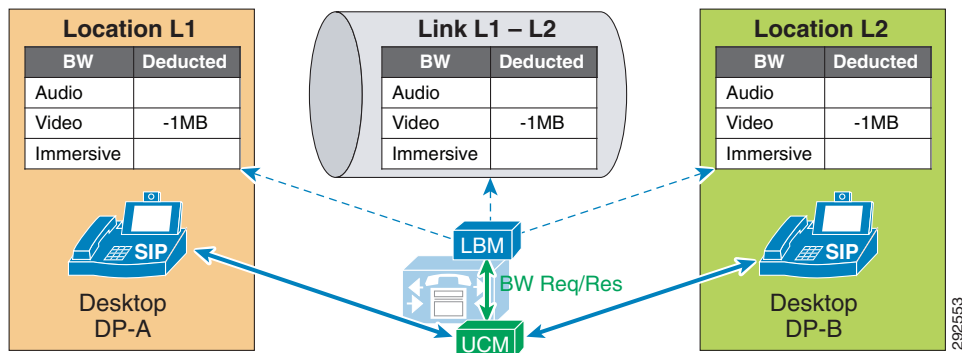 Location L1
BW Deducted
Audio
Video -1MB
Immersive
SIP
Desktop
DP-A
Link L1 – L2
BW Deducted
Audio
Video -1MB
Immersive
LBM
BW Req/Res
UCM
Location L2
BW Deducted
Audio
Video -1MB
Immersive
SIP
Desktop
DP-B
292553